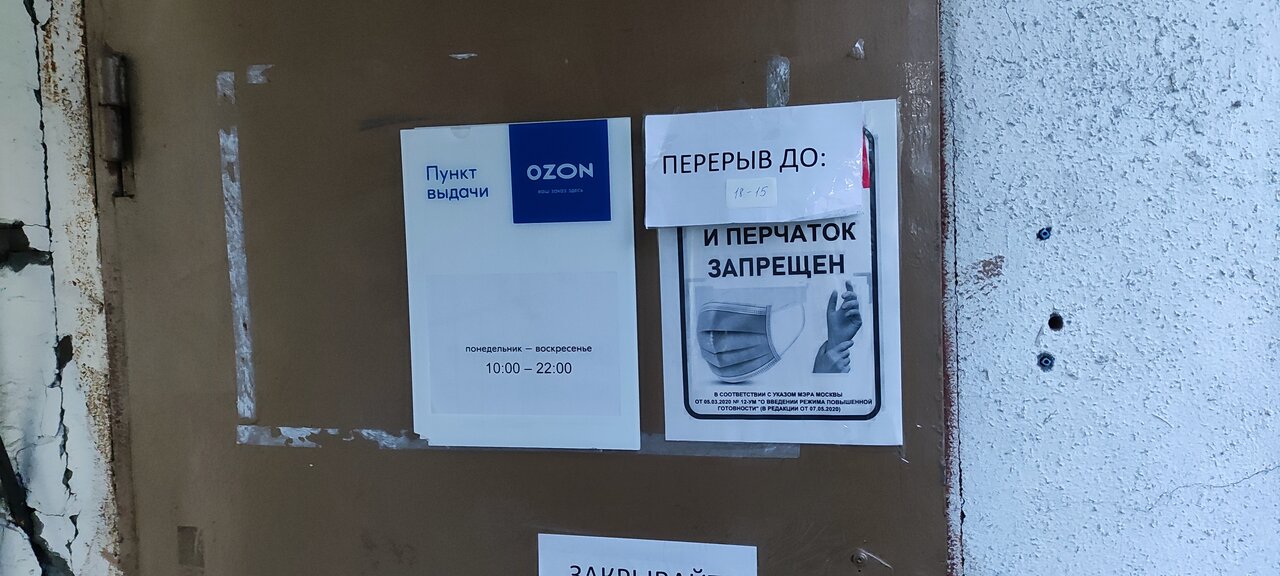 Пункт
выдачи
OZON
ваш заказ здесь
понедельник — воскресенье
10:00 – 22:00
ПЕРЕРЫВ ДО:
18-15
И ПЕРЧАТОК
ЗАПРЕЩЕН
В СООТВЕТСТВИИ С УКАЗОМ МЭРА МОСКВЫ
ОТ 05.03.2020 № 12-УМ "О ВВЕДЕНИИ РЕЖИМА ПОВЫШЕННОЙ
ГОТОВНОСТИ" (В РЕДАКЦИИ ОТ 07.05.2020)